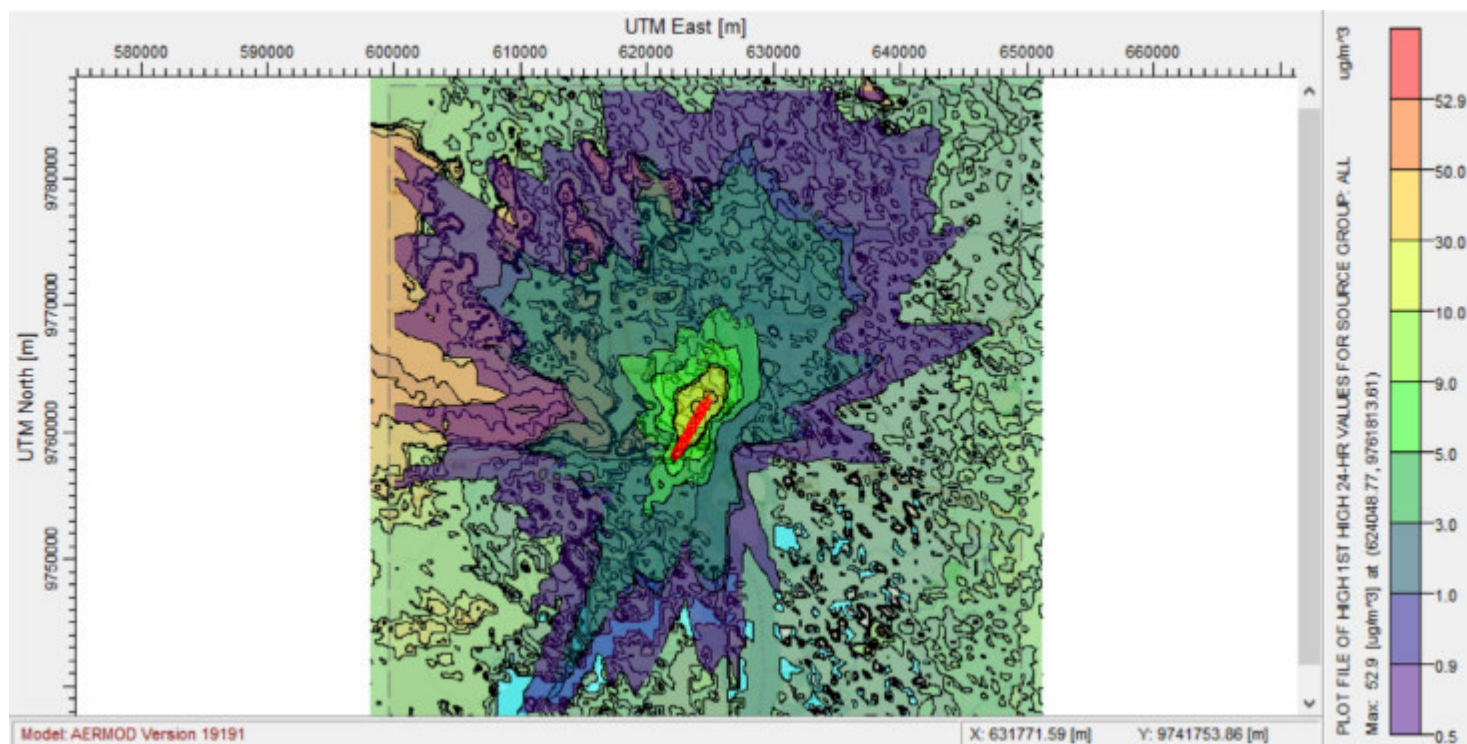 UTM East [m]
580000 590000 600000 610000 620000 630000 640000 650000 660000
UTM North [m]
9780000
9770000
9760000
9750000
ug/m^3
52.9
50.0
30.0
10.0
9.0
5.0
3.0
1.0
0.9
0.5
PLOT FILE OF HIGH 1ST HIGH 24-HR VALUES FOR SOURCE GROUP: ALL
Max: 52.9 [ug/m^3] at (624048.77, 9761813.61)
Model: AERMOD Version 19191
X: 631771.59 [m] Y: 9741753.86 [m]